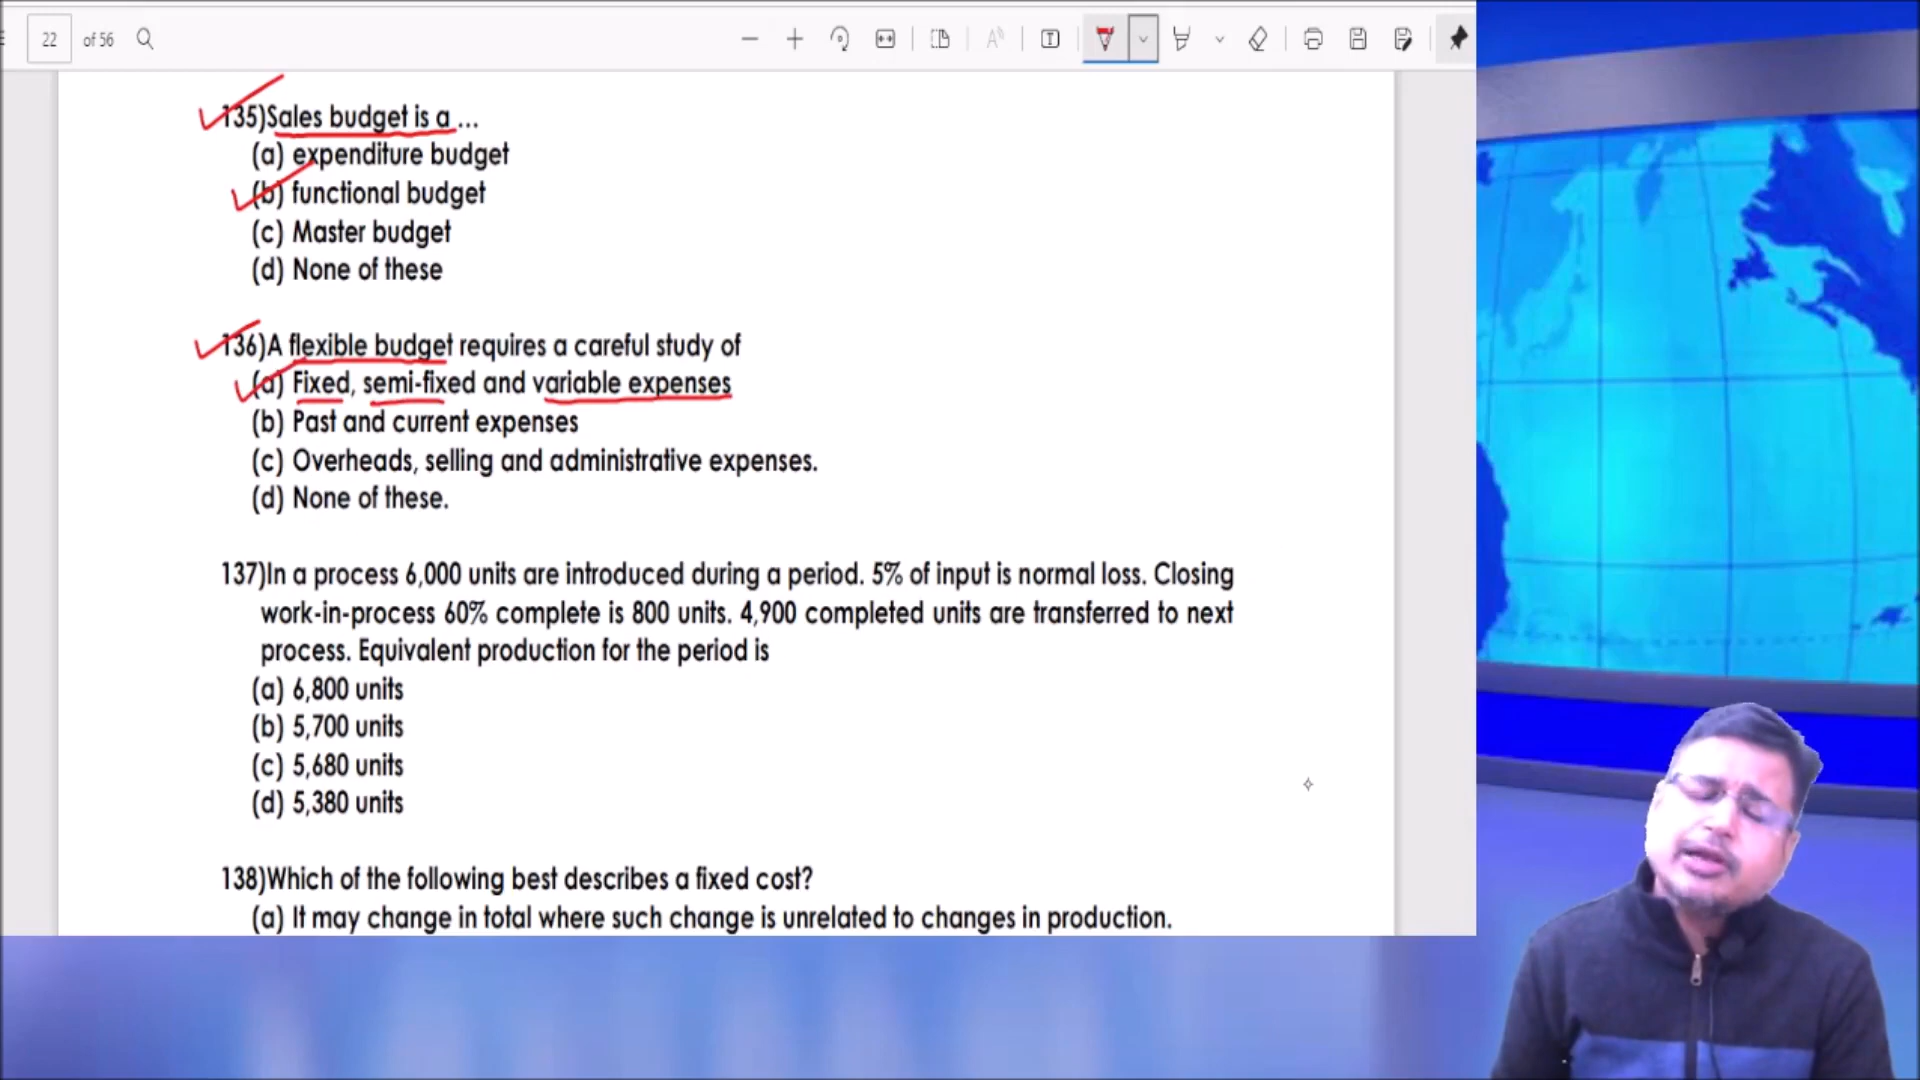 22 of 56
135)Sales budget is a ...
(a) expenditure budget
(b) functional budget
(c) Master budget
(d) None of these
136)A flexible budget requires a careful study of
(a) Fixed, semi-fixed and variable expenses
(b) Past and current expenses
(c) Overheads, selling and administrative expenses.
(d) None of these.
137)In a process 6,000 units are introduced during a period. 5% of input is normal loss. Closing
work-in-process 60% complete is 800 units. 4,900 completed units are transferred to next
process. Equivalent production for the period is
(a) 6,800 units
(b) 5,700 units
(c) 5,680 units
(d) 5,380 units
138)Which of the following best describes a fixed cost?
(a) It may change in total where such change is unrelated to changes in production.